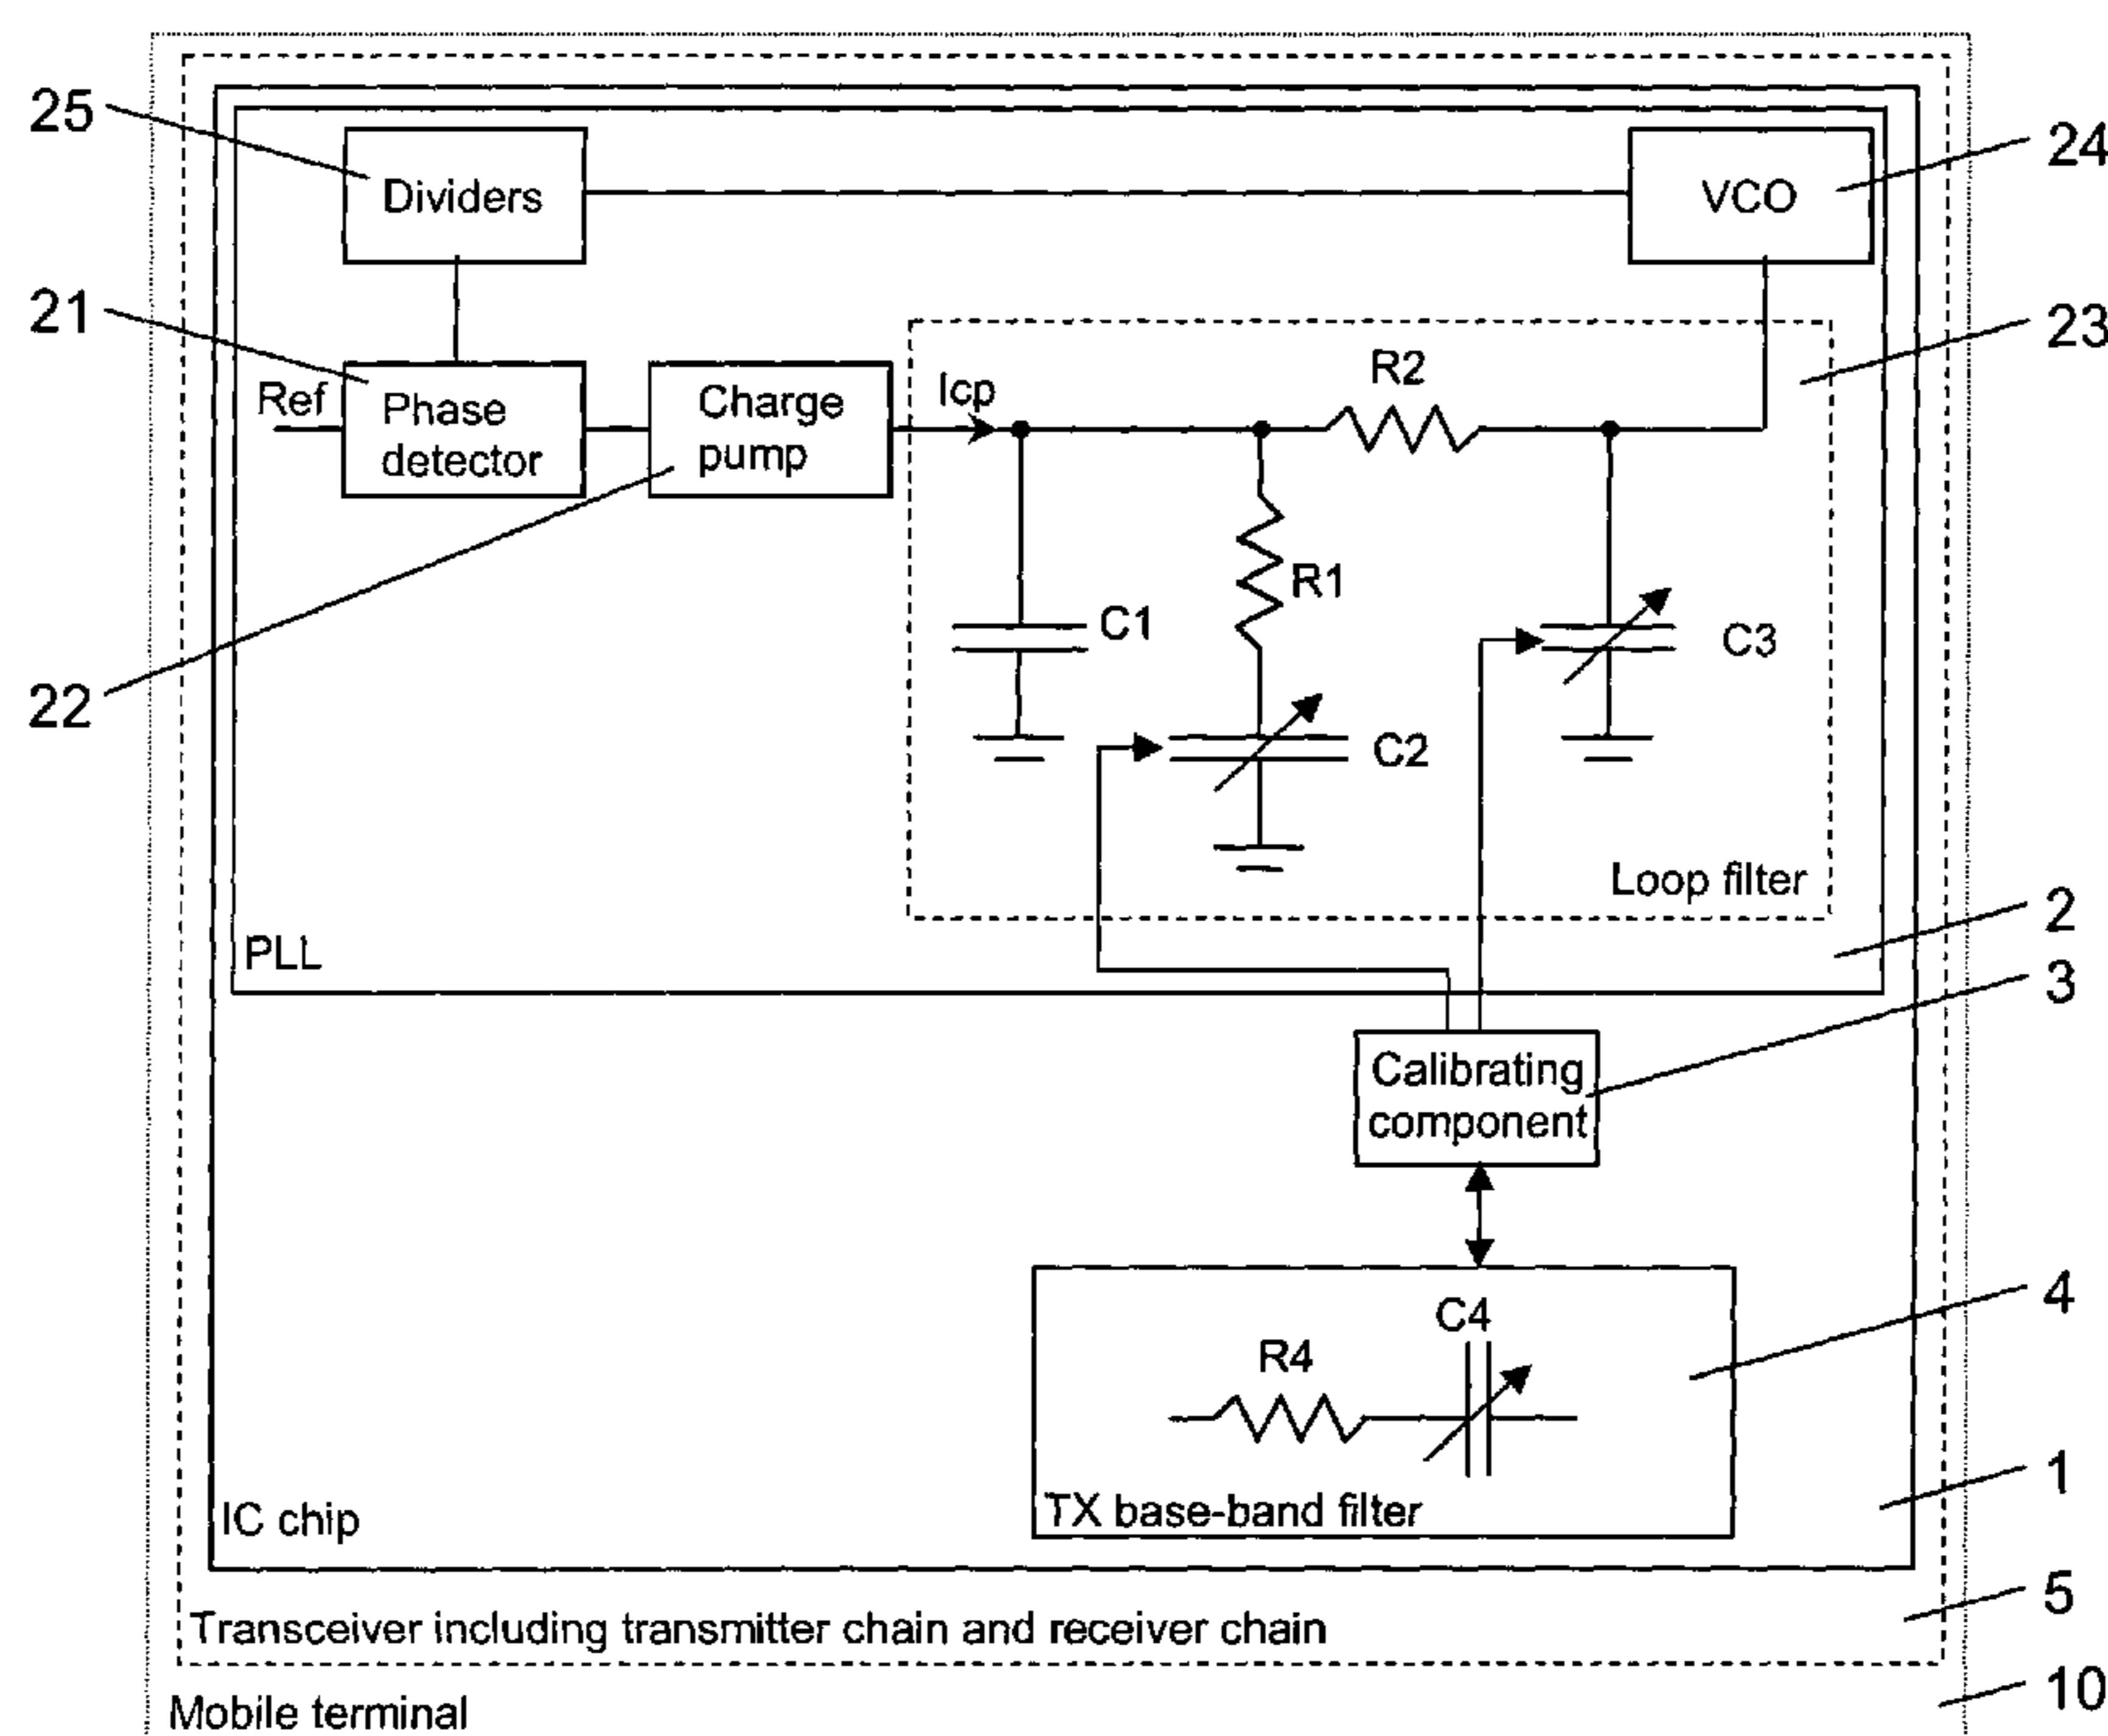 25
Dividers
VCO
24
21
Ref
Phase
detector
Charge
pump
Icp
R2
23
R1
C1
C3
22
C2
Loop filter
2
PLL
3
Calibrating
component
4
C4
R4
TX base-band filter
1
IC chip
5
Transceiver including transmitter chain and receiver chain
10
Mobile terminal